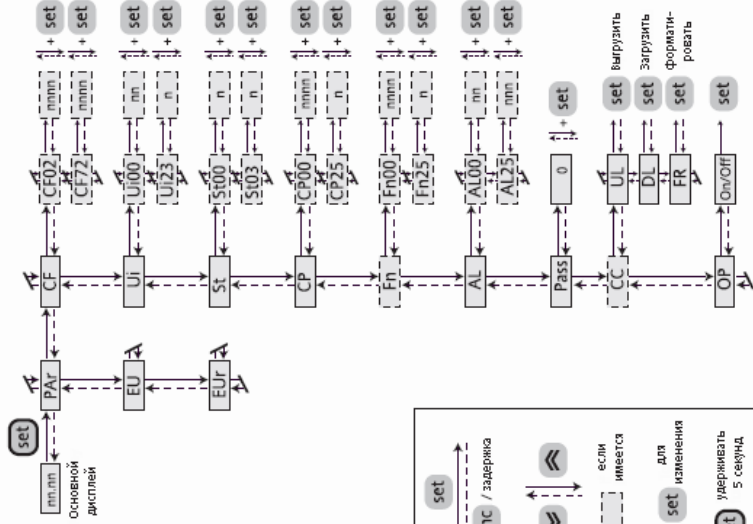 nn.nn
Основной
дисплей
set
PAr
EU
EUr
CF
CF02
nnnn
+ set
CF72
nnnn
+ set
Ui
Ui00
nn
+ set
Ui23
n
+ set
St
St00
n
+ set
St03
n
+ set
CP
CP00
nnnn
+ set
CP25
n
+ set
Fn
Fn00
nnnn
+ set
Fn25
n
+ set
AL
AL00
nn
+ set
AL25
nnn
+ set
Pass
0
+ set
CC
UL
set
выгрузить
DL
set
Загрузить
FR
set
формати-
ровать
OP
On/Off
set
set
/ задержка
если
имеется
set
для
изменения
удерживать
5 секунд